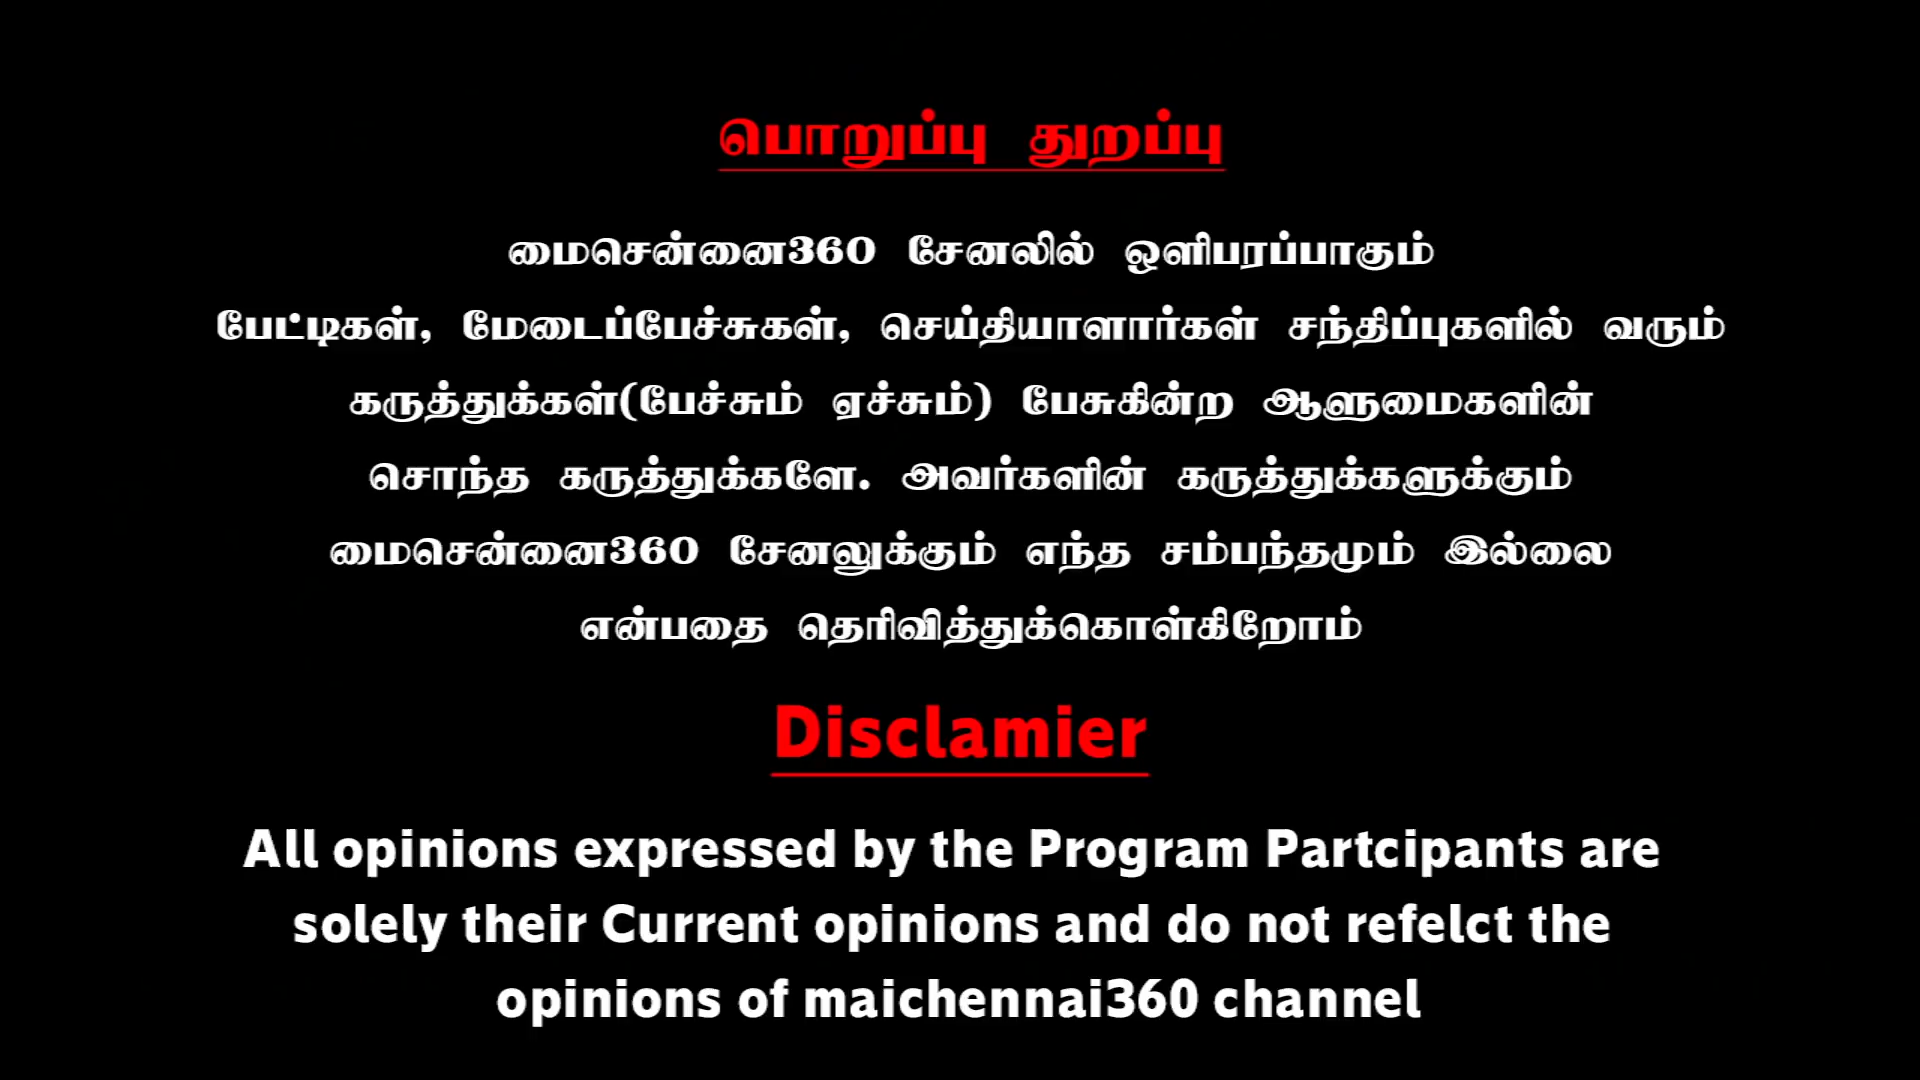 பொறுப்பு துறப்பு
மைசென்னை360 சேனலில் ஒளிபரப்பாகும்
பேட்டிகள், மேடைப்பேச்சுகள், செய்தியாளார்கள் சந்திப்புகளில் வரும்
கருத்துக்கள்(பேச்சும் ஏச்சும்) பேசுகின்ற ஆளுமைகளின்
சொந்த கருத்துக்களே. அவர்களின் கருத்துக்களுக்கும்
மைசென்னை360 சேனலுக்கும் எந்த சம்பந்தமும் இல்லை
என்பதை தெரிவித்துக்கொள்கிறோம்
Disclamier
All opinions expressed by the Program Partcipants are
solely their Current opinions and do not refelct the
opinions of maichennai360 channel